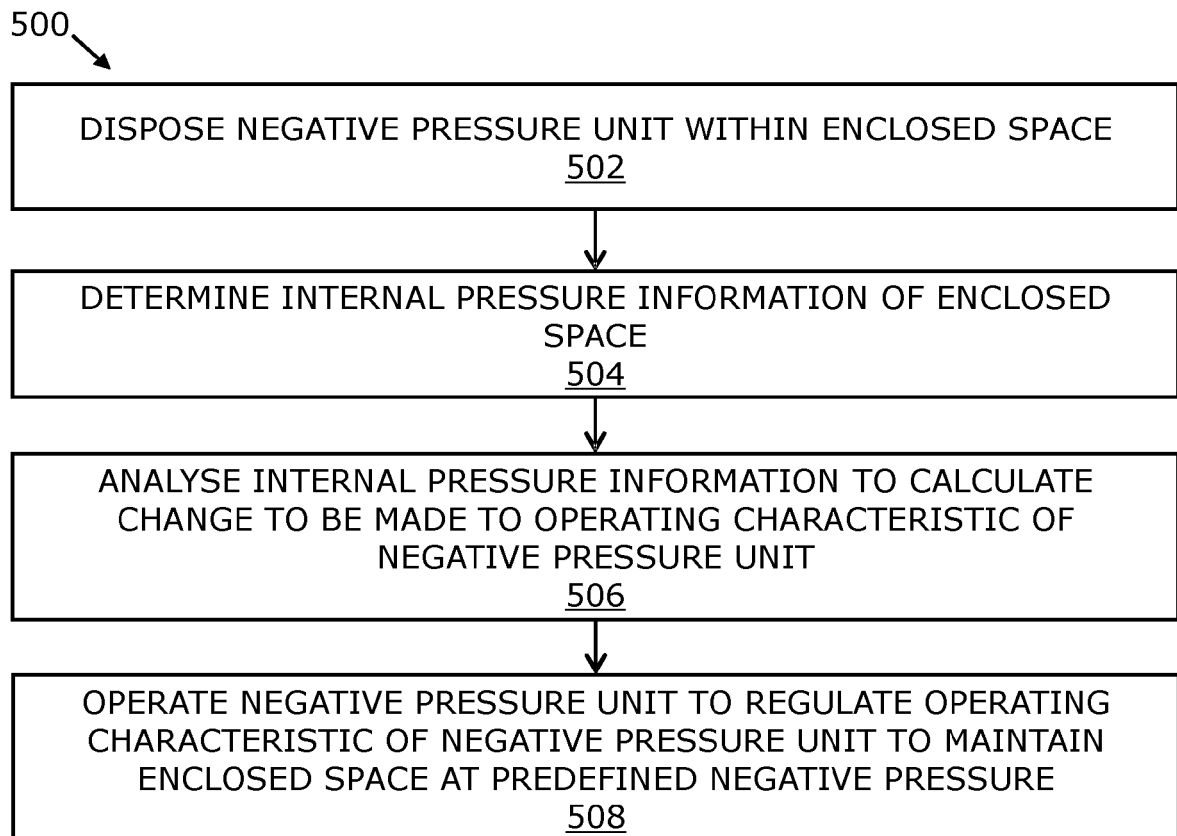 500
DISPOSE NEGATIVE PRESSURE UNIT WITHIN ENCLOSED SPACE
502
DETERMINE INTERNAL PRESSURE INFORMATION OF ENCLOSED
SPACE
504
ANALYSE INTERNAL PRESSURE INFORMATION TO CALCULATE
CHANGE TO BE MADE TO OPERATING CHARACTERISTIC OF
NEGATIVE PRESSURE UNIT
506
OPERATE NEGATIVE PRESSURE UNIT TO REGULATE OPERATING
CHARACTERISTIC OF NEGATIVE PRESSURE UNIT TO MAINTAIN
ENCLOSED SPACE AT PREDEFINED NEGATIVE PRESSURE
508